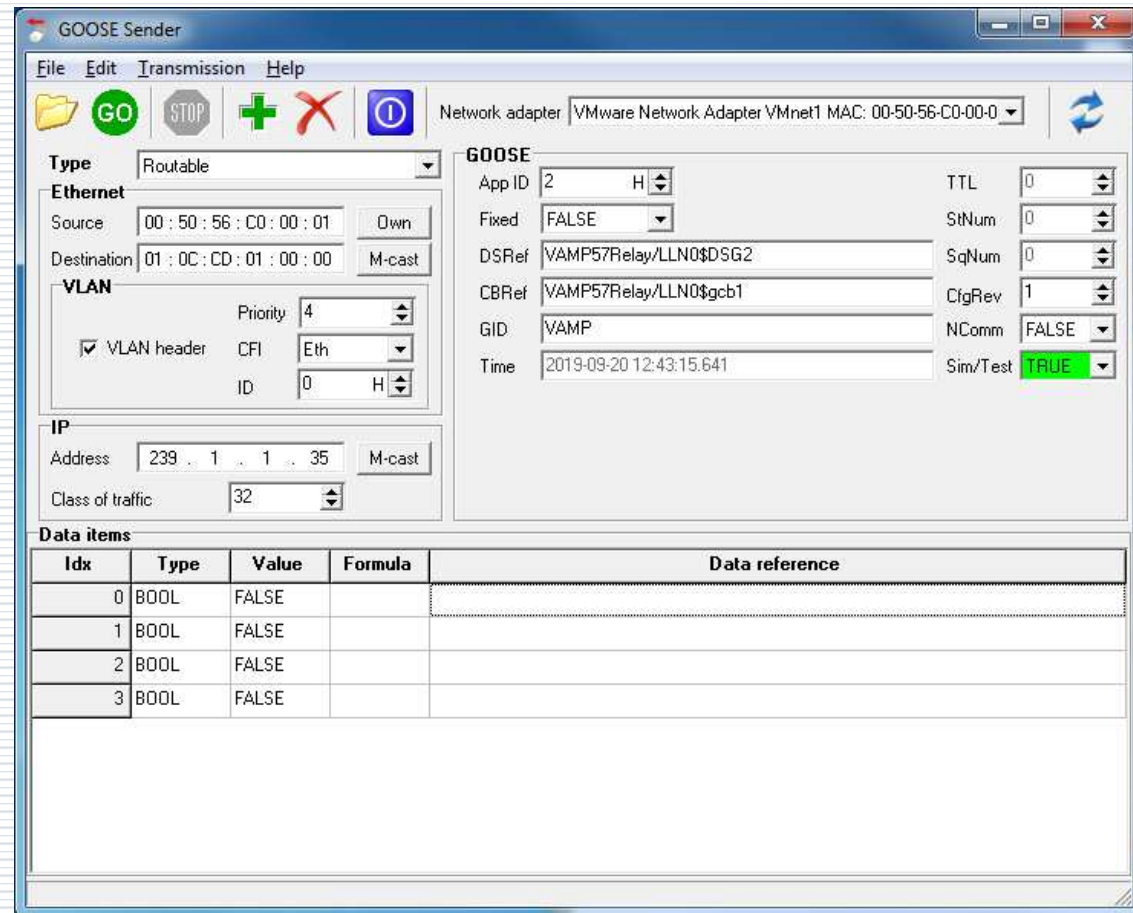 GOOSE Sender
File Edit Transmission Help
GO STOP Network adapter VMware Network Adapter VMnet1 MAC: 00-50-56-C0-00-0
Type Routable
Ethernet
Source 00 : 50 : 56 : C0 : 00 : 01 Own
Destination 01 : 0C : CD : 01 : 00 : 00 M-cast
VLAN
Priority 4
VLAN header CFI Eth
ID 0 H
IP
Address 239 . 1 . 1 . 35 M-cast
Class of traffic 32
GOOSE
App ID 2 H TTL 0
Fixed FALSE StNum 0
DSRef VAMP57Relay/LLN0$DSG2 SqNum 0
CBRef VAMP57Relay/LLN0$gcb1 CfgRev 1
GID VAMP NComm FALSE
Time 2019-09-20 12:43:15.641 Sim/Test TRUE
Data items
Idx Type Value Formula Data reference
0 BOOL FALSE
1 BOOL FALSE
2 BOOL FALSE
3 BOOL FALSE